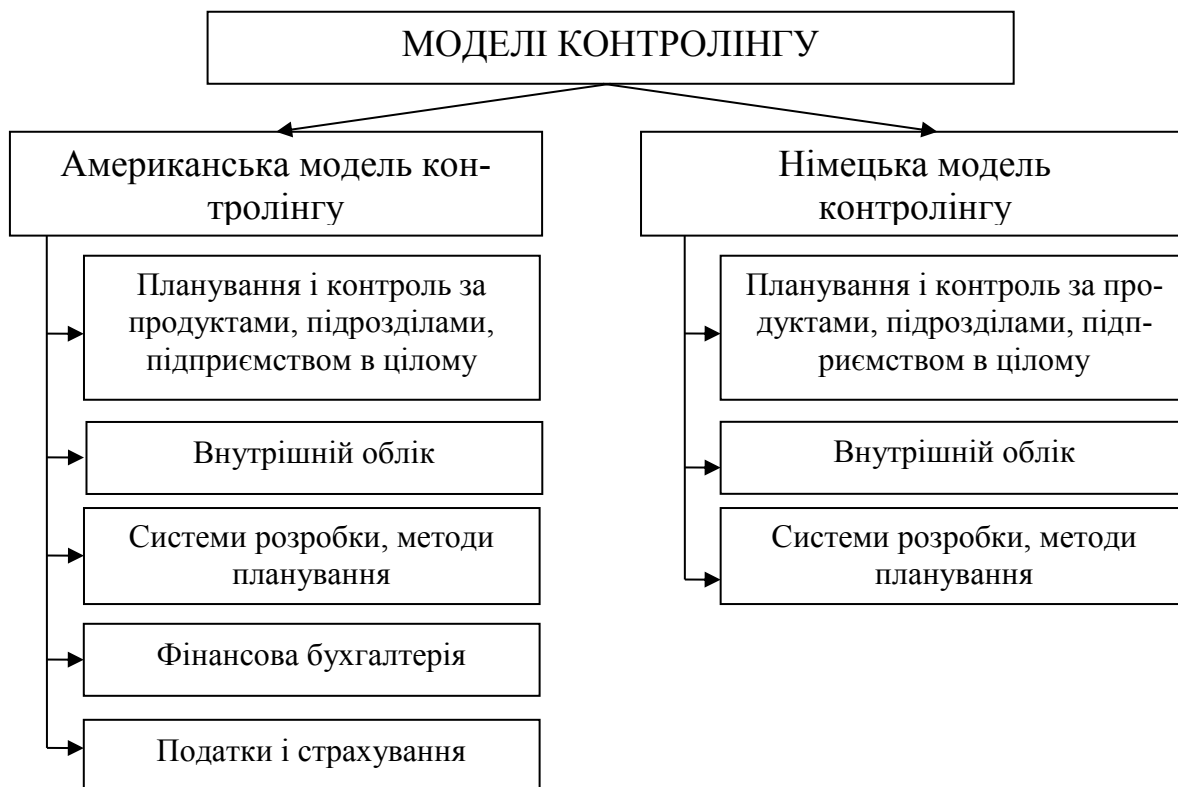 МОДЕЛІ КОНТРОЛІНГУ
Американська модель кон-
тролінгу
Планування і контроль за
продуктами, підрозділами,
підприємством в цілому
Внутрішній облік
Системи розробки, методи
планування
Фінансова бухгалтерія
Податки і страхування
Німецька модель
контролінгу
Планування і контроль за про-
дуктами, підрозділами, підп-
риємством в цілому
Внутрішній облік
Системи розробки, методи
планування